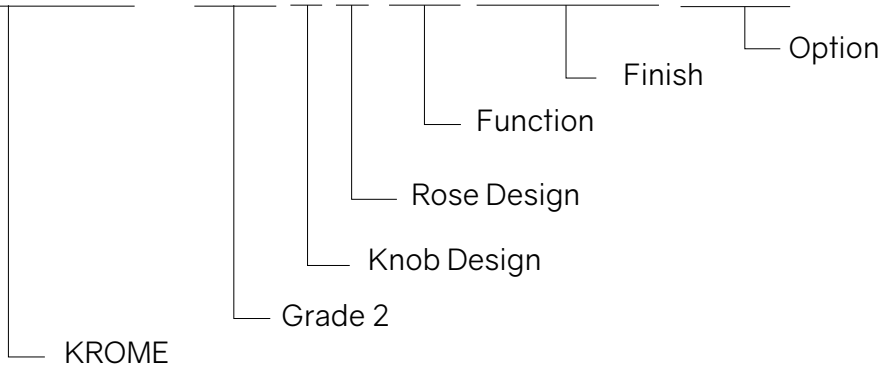 Option
Finish
Function
Rose Design
Knob Design
Grade 2
KROME